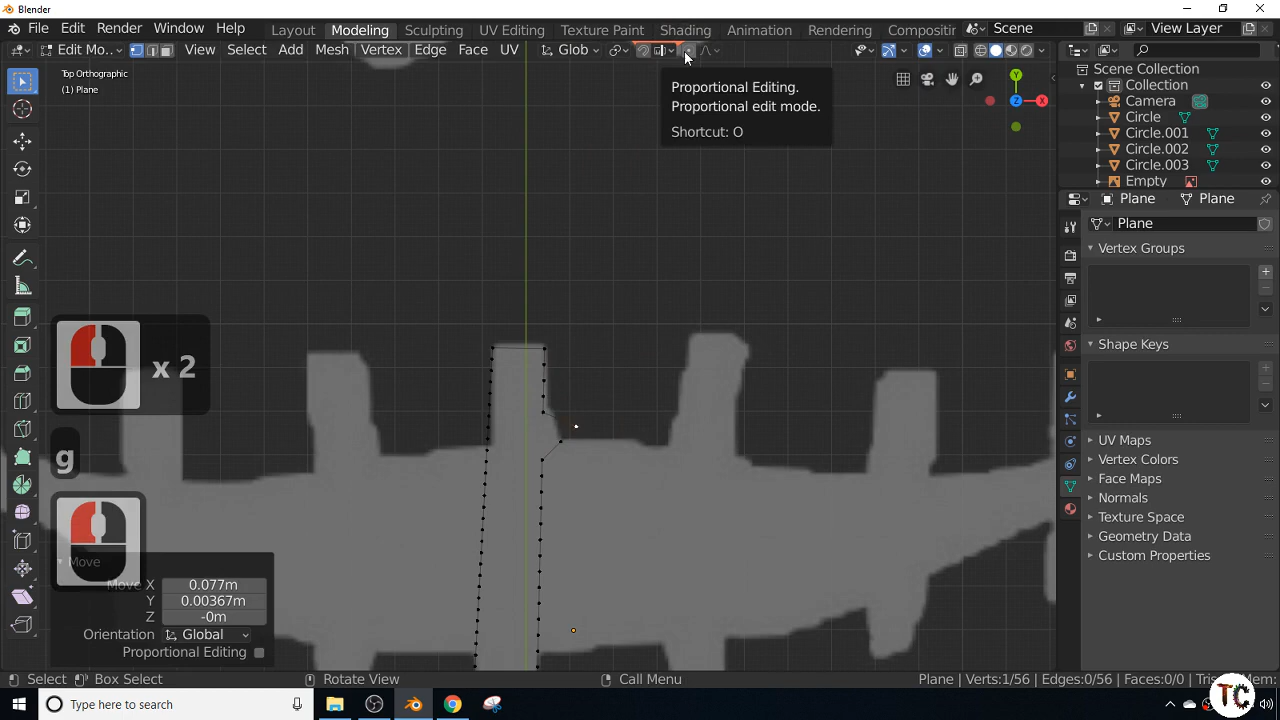 Blender
File Edit Render Window Help Layout Modeling Sculpting UV Editing Texture Paint Shading Animation Rendering Compositin Scene View Layer
Edit Mo... View Select Add Mesh Vertex Edge Face UV Glob
Top Orthographic
(1) Plane
Proportional Editing.
Proportional edit mode.
Shortcut: O
Y
Z
X
Scene Collection
Collection
Camera
Circle
Circle.001
Circle.002
Circle.003
Empty
Plane Plane
Plane
Vertex Groups
Shape Keys
UV Maps
Vertex Colors
Face Maps
Normals
Texture Space
Geometry Data
Custom Properties
x 2
g
Move
Move X 0.077m
Y 0.00367m
Z -0m
Orientation Global
Proportional Editing
Select Box Select Rotate View Call Menu Plane | Verts:1/56 | Edges:0/56 | Faces:0/0 | Tris
Type here to search
TC